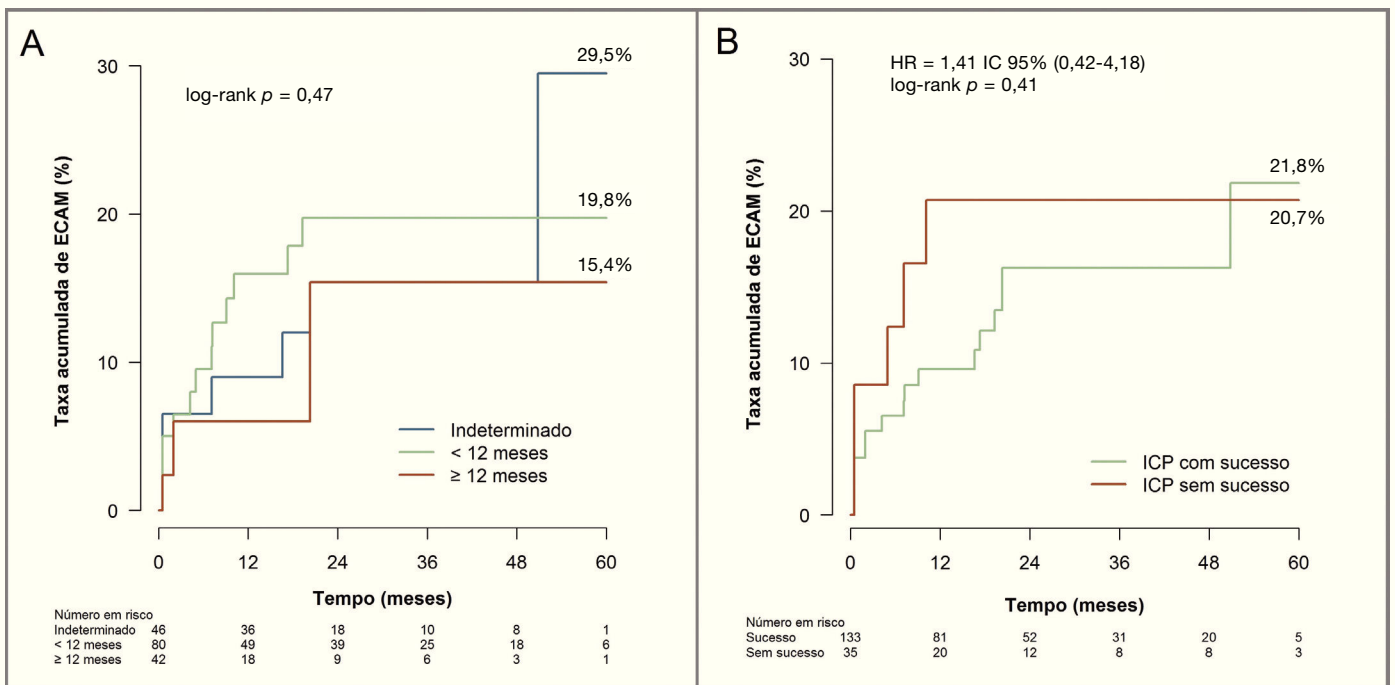 A
29,5%
30
log-rank p = 0,47
19,8%
20
15,4%
10
0
Taxa acumulada de ECAM (%)
Indeterminado
< 12 meses
≥ 12 meses
0 12 24 36 48 60
Tempo (meses)
Número em risco
Indeterminado 46 36 18 10 8 1
< 12 meses 80 49 39 25 18 6
≥ 12 meses 42 18 9 6 3 1
B
30
HR = 1,41 IC 95% (0,42-4,18)
log-rank p = 0,41
21,8%
20
20,7%
10
0
Taxa acumulada de ECAM (%)
ICP com sucesso
ICP sem sucesso
0 12 24 36 48 60
Tempo (meses)
Número em risco
Sucesso 133 81 52 31 20 5
Sem sucesso 35 20 12 8 8 3